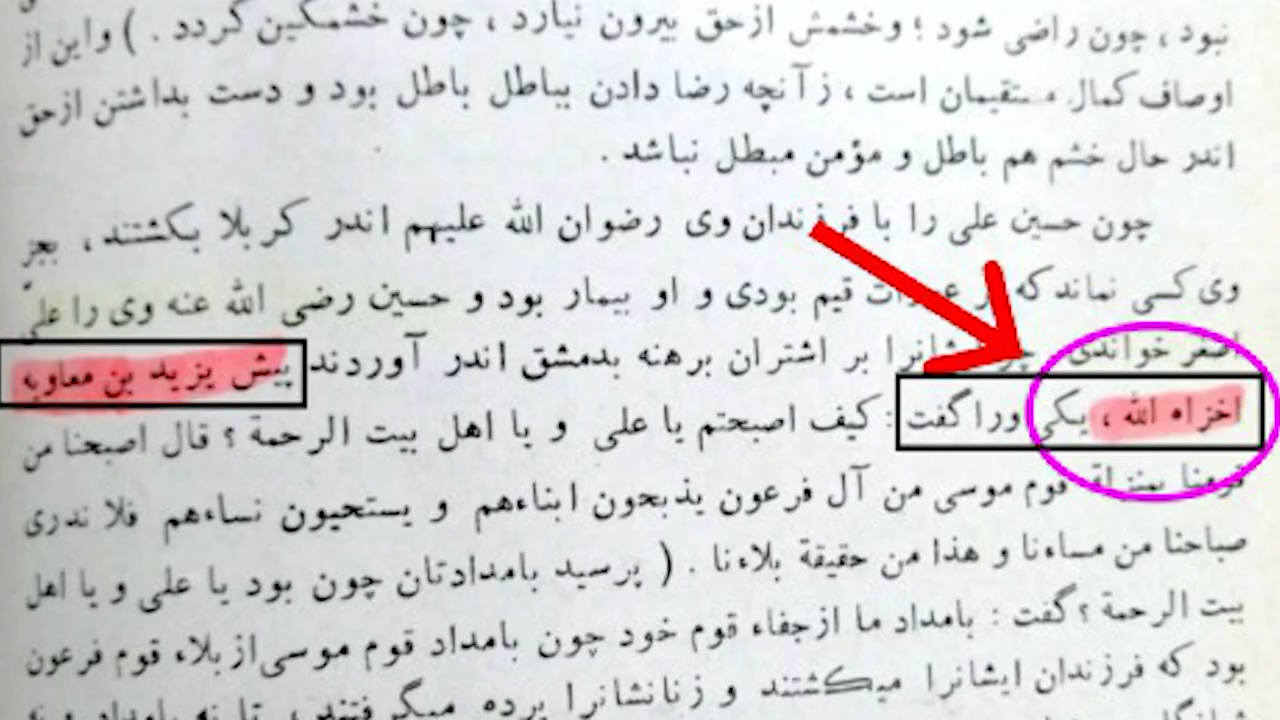 نبود، چون راضی شود؛ وخشمش ازحق بیرون نیارد، چون خشمگین گردد.) واین از
اوصاف کمال مستقیمان است، زآنچه رضا دادن بباطل باطل بود و دست بداشتن ازحق
اندر حال خشم هم باطل و مؤمن مبطل نباشد.
چون حسین علی را با فرزندان وی رضوان الله علیهم اندر کربلا بکشتند، بجز
وی کسی نماند که بر قیم بودی و او بیمار بود و حسین رضی الله عنه وی را علی
اصغر خواندی بر اشتران برهنه بدمشق اندر آوردند پیش یزید بن معاویه
اخزاه الله، یکی وراگفت: کیف اصبحتم یا علی و یا اهل بیت الرحمة؟ قال اصبحنا من
قومنا بمنزلة قوم موسی من آل فرعون یذبحون ابناءهم و یستحیون نساءهم فلا ندری
صباحنا من مساءنا و هذا من حقیقة بلاءنا. (پرسید بامدادتان چون بود یا علی و یا اهل
بیت الرحمة؟ گفت: بامداد ما ازجفاء قوم خود چون بامداد قوم موسی ازبلاء قوم فرعون
بود که فرزندان ایشانرا میکشتند و زنانشانرا برده میگرفتند، تا نه بامداد